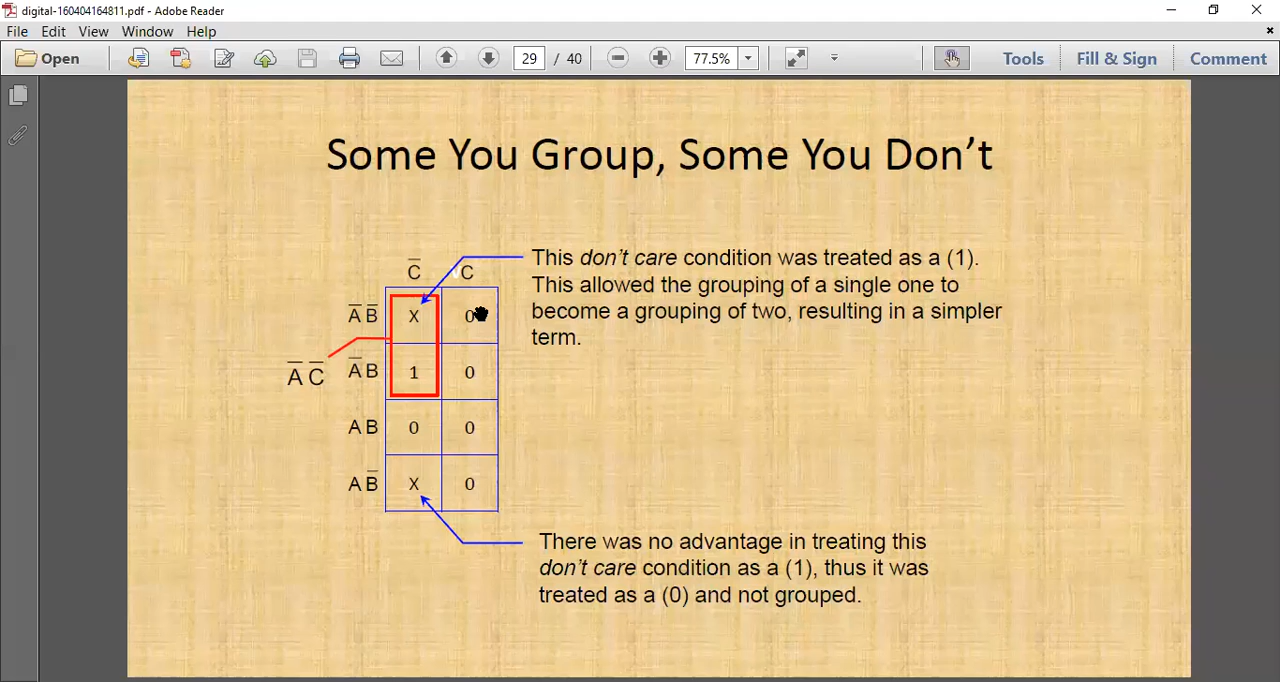 digital-160404164811.pdf - Adobe Reader
File Edit View Window Help
Open 29 / 40 77.5% Tools Fill & Sign Comment
Some You Group, Some You Don't
This don't care condition was treated as a (1).
This allowed the grouping of a single one to
become a grouping of two, resulting in a simpler
term.
C̅ C
A̅ B̅ X 0
A̅ B 1 0
A̅ C̅
A B 0 0
A B̅ X 0
There was no advantage in treating this
don't care condition as a (1), thus it was
treated as a (0) and not grouped.